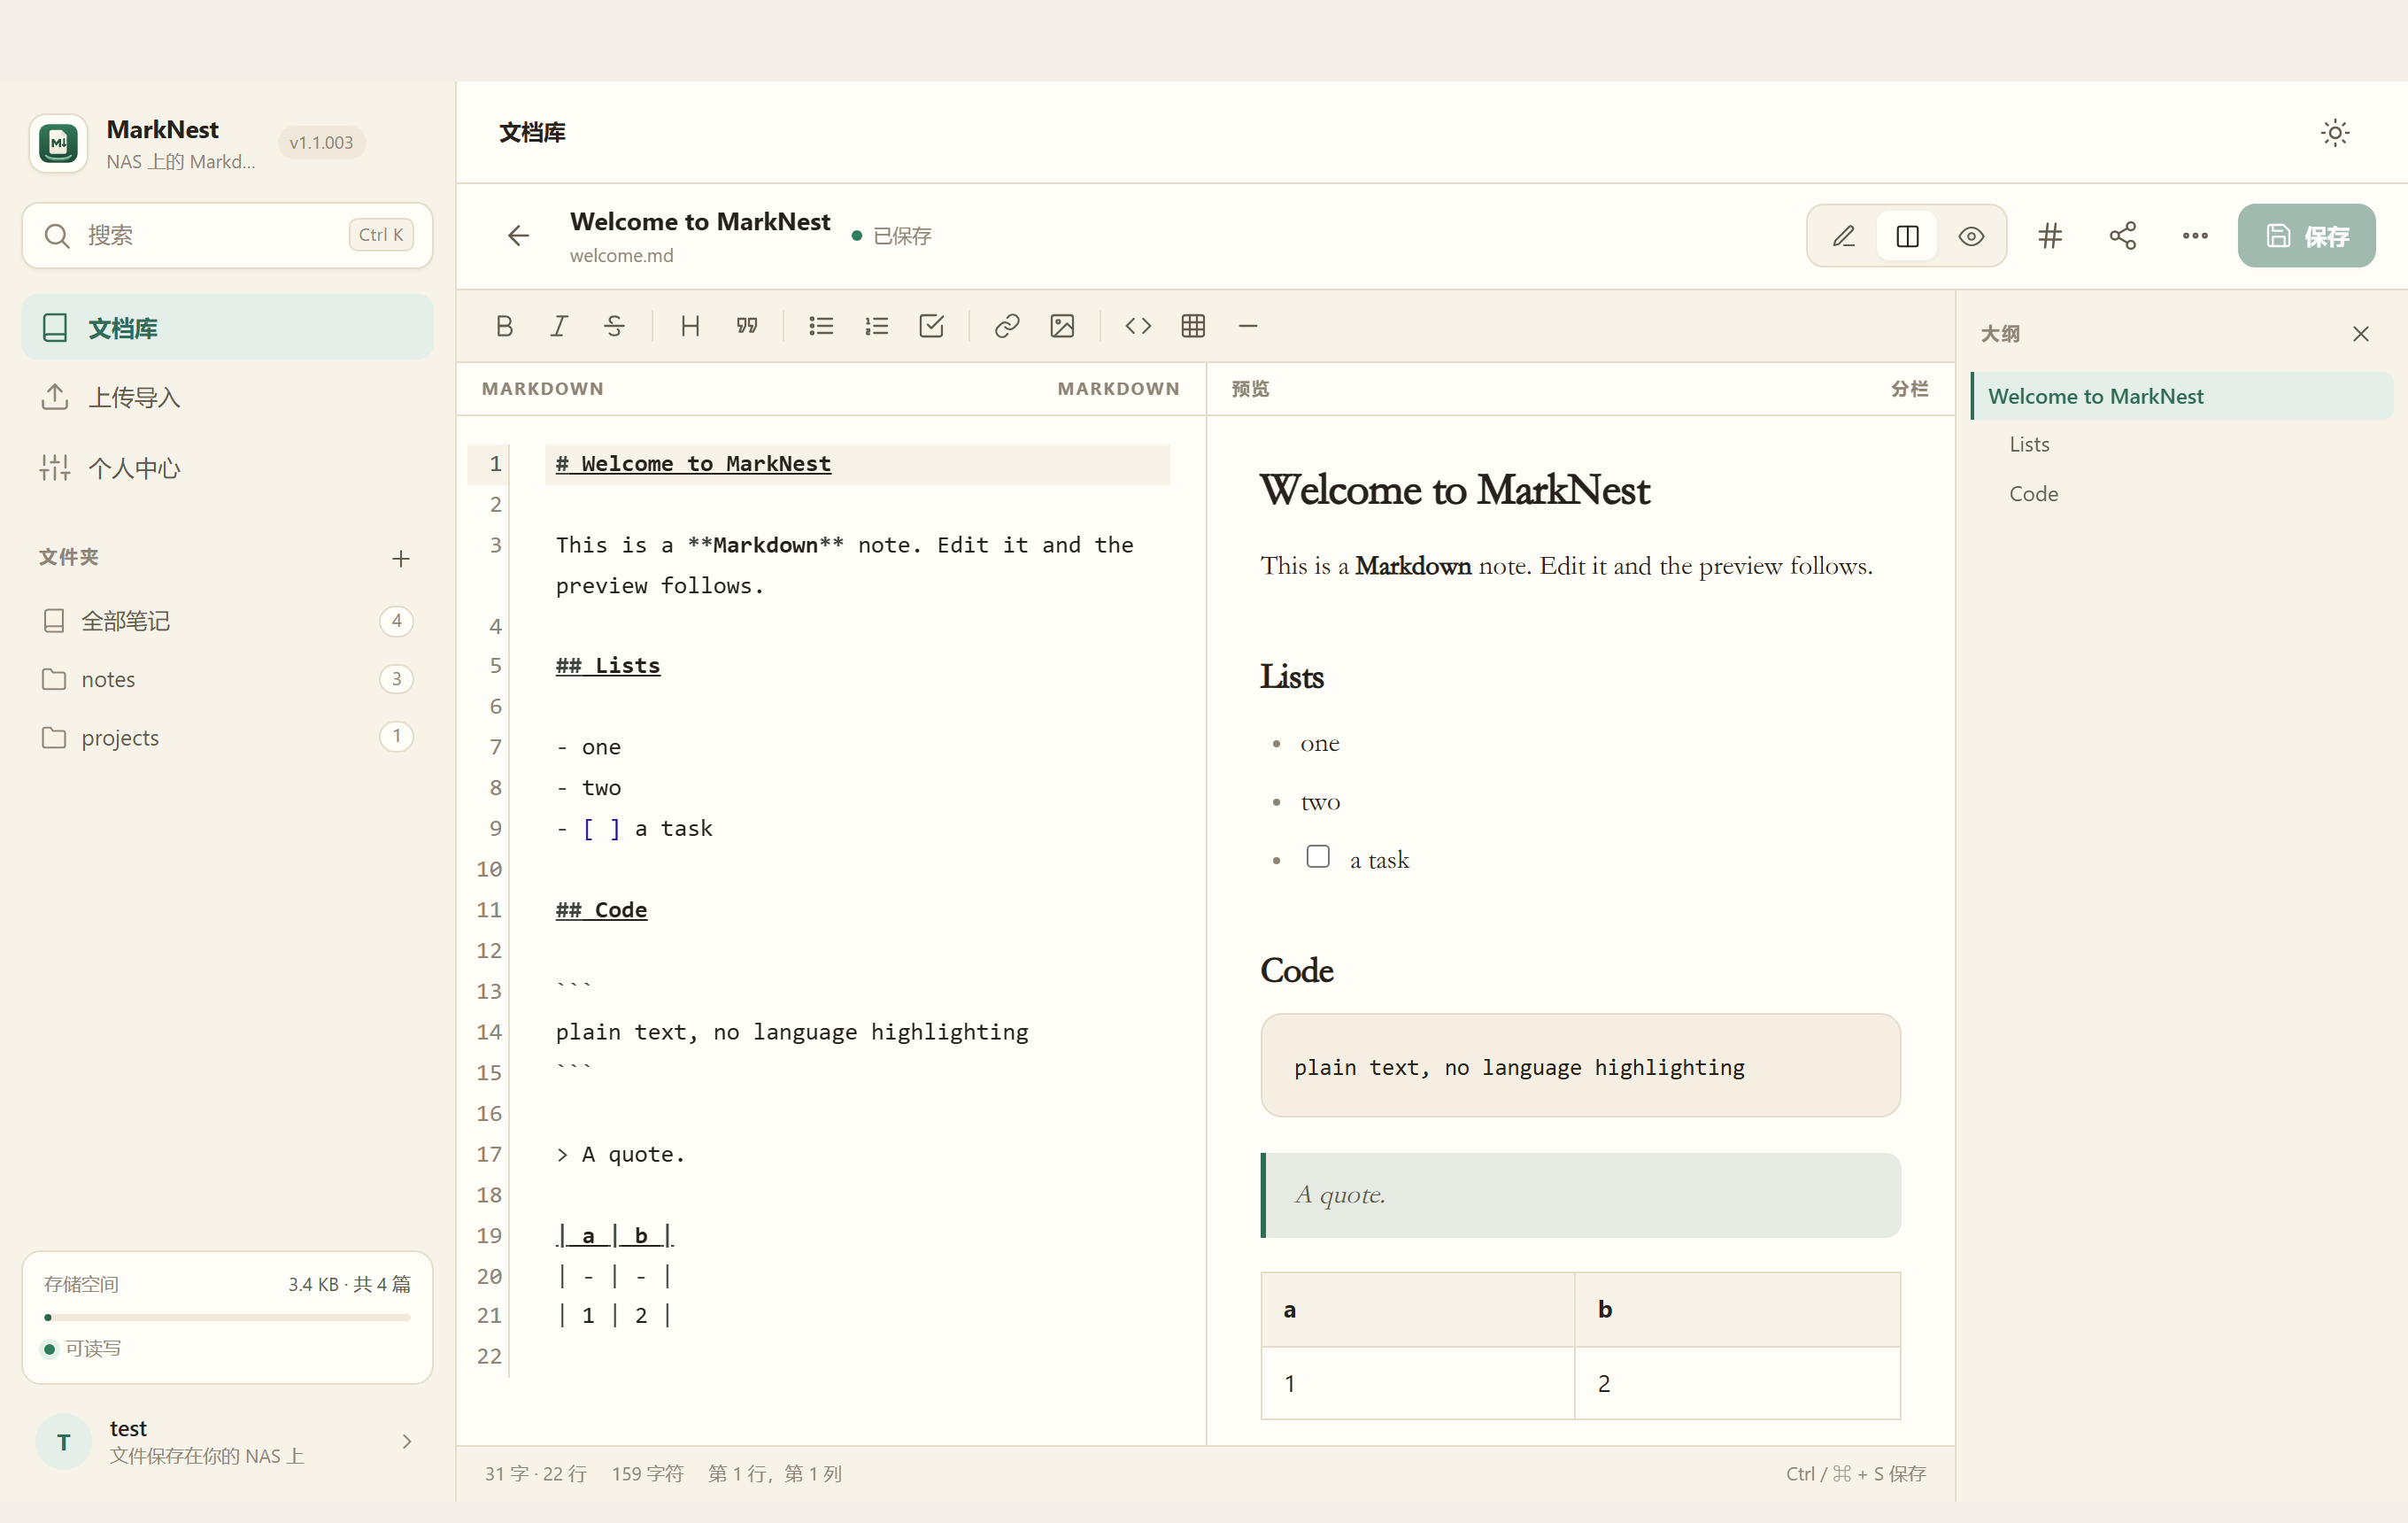 MarkNest
NAS 上的 Markd...
v1.1.003
搜索
Ctrl K
文档库
上传导入
个人中心
文件夹
全部笔记
4
notes
3
projects
1
存储空间
3.4 KB · 共 4 篇
可读写
T
test
文件保存在你的 NAS 上
文档库
Welcome to MarkNest
welcome.md
已保存
保存
MARKDOWN
MARKDOWN
1 # Welcome to MarkNest
2
3 This is a **Markdown** note. Edit it and the
preview follows.
4
5 ## Lists
6
7 - one
8 - two
9 - [ ] a task
10
11 ## Code
12
13 ```
14 plain text, no language highlighting
15 ```
16
17 > A quote.
18
19 | a | b |
20 | - | - |
21 | 1 | 2 |
22
预览
分栏
Welcome to MarkNest
This is a Markdown note. Edit it and the preview follows.
Lists
• one
• two
• a task
Code
plain text, no language highlighting
A quote.
a b
1 2
大纲
Welcome to MarkNest
Lists
Code
31 字 · 22 行 159 字符 第 1 行，第 1 列
Ctrl / ⌘ + S 保存